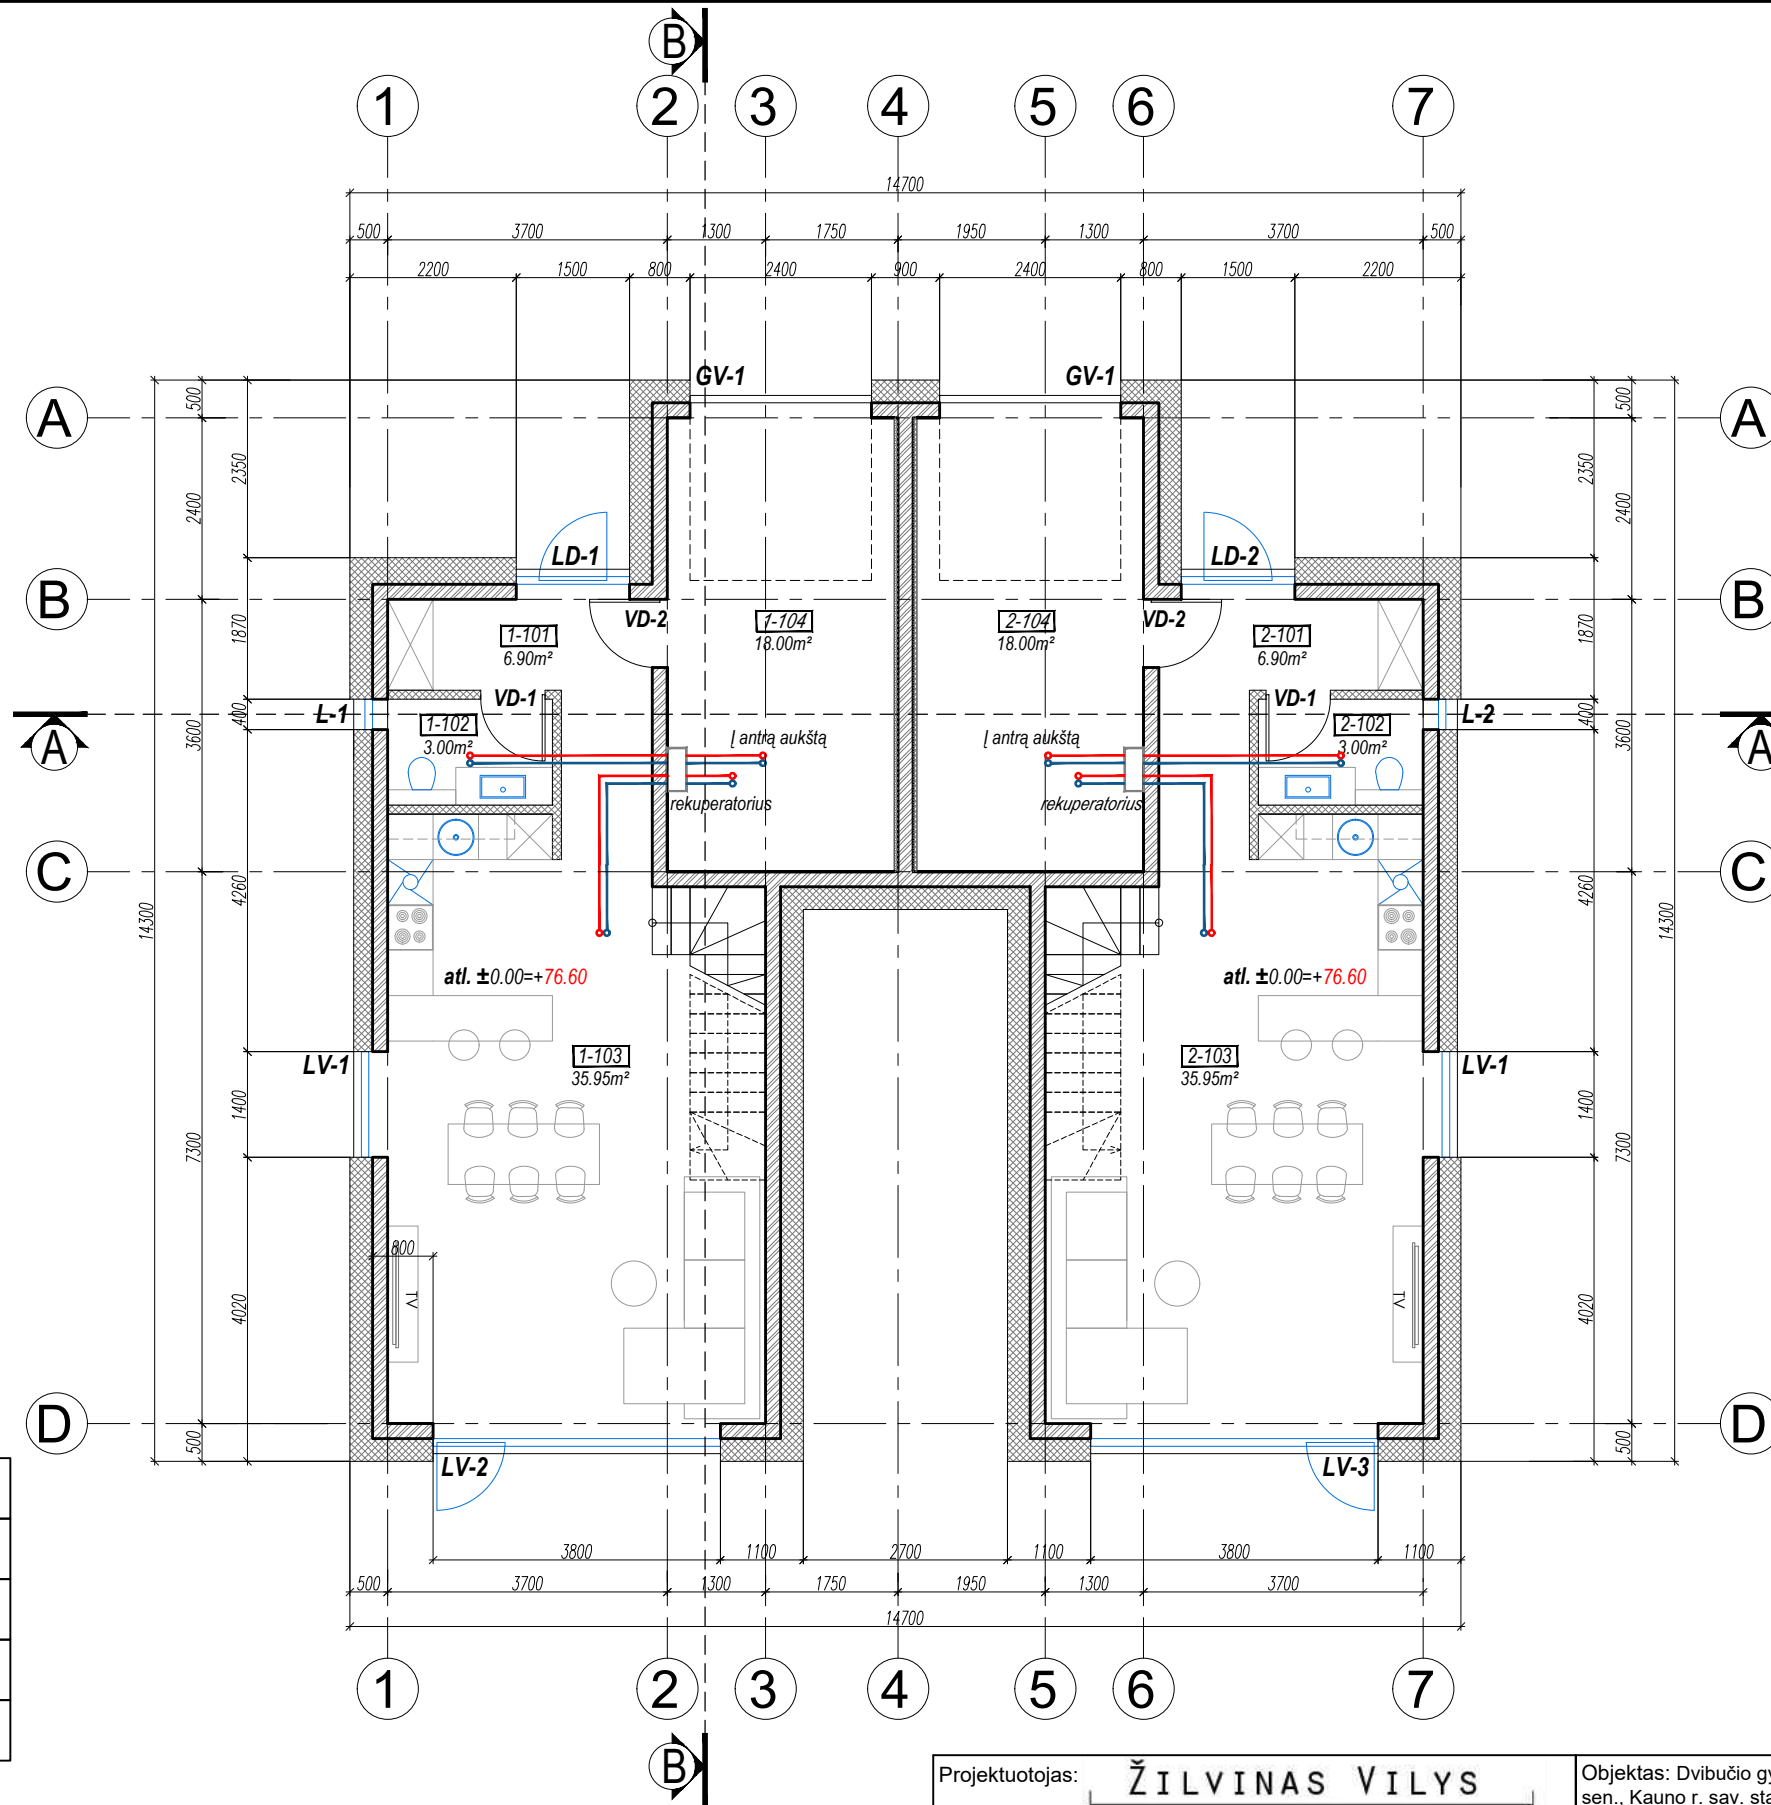 B
1 2 3 4 5 6 7
14700
500 3700 1300 1750 1950 1300 3700 500
2200 1500 800 2400 900 2400 800 1500 2200
GV-1 GV-1
A A
500 500
2350 2350
2400 2400
LD-1 LD-2
B B
VD-2 1-104 2-104 VD-2
18.00m² 18.00m²
1-101 2-101
6.90m² 6.90m²
1870 1870
VD-1 VD-1
L-1 1-102 2-102 L-2
3.00m² 3.00m²
400 400
3600 3600
A A
Į antrą aukštą Į antrą aukštą
rekuperatorius rekuperatorius
C C
4260 4260
14300 14300
atl. ±0.00=+76.60 atl. ±0.00=+76.60
LV-1 1-103 2-103 LV-1
35.95m² 35.95m²
1400 1400
7300 7300
800
TV TV
4020 4020
D D
500 500
LV-2 LV-3
3800 1100 2700 1100 3800 1100
500 3700 1300 1750 1950 1300 3700
14700
1 2 3 4 5 6 7
B
Projektuotojas: ŽILVINAS VILYS
Objektas: Dvibučio gy
sen., Kauno r. sav. sta